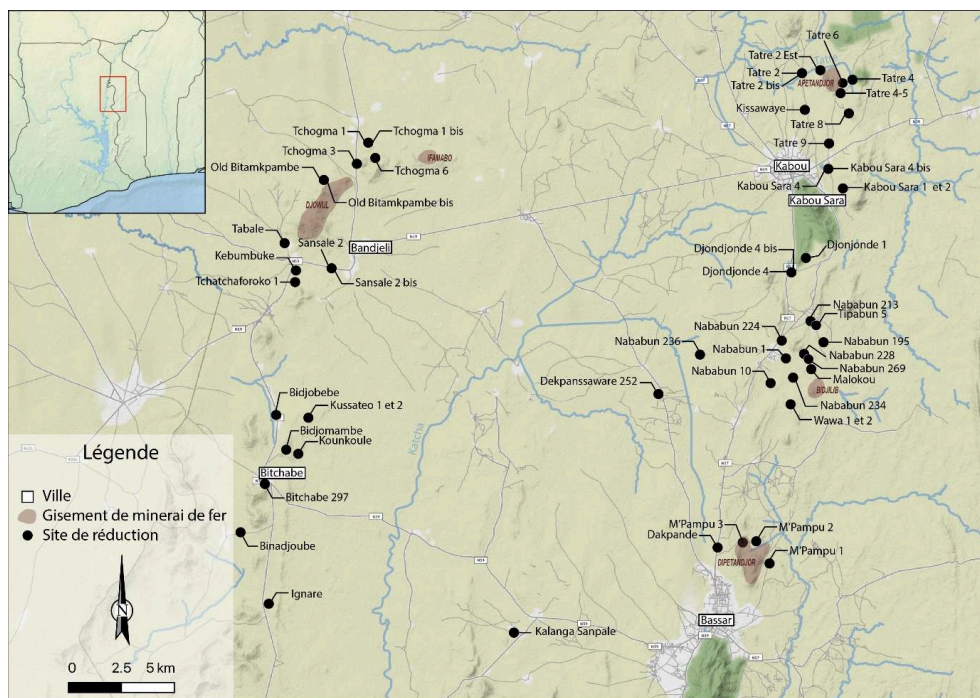 Tatre 6
Tatre 2 Est
Tatre 2
Tatre 2 bis
APETANDJOR
Tatre 4
Tatre 4-5
Kissawaye
Tatre 8
Tatre 9
Kabou
Kabou Sara 4 bis
Kabou Sara 4
Kabou Sara 1 et 2
Kabou Sara
Tchogma 1
Tchogma 1 bis
Tchogma 3
IFAMABO
Tchogma 6
Old Bitamkpambe
Old Bitamkpambe bis
DJOWUL
Tabale
Sansale 2
Bandjeli
Kebumbuke
Tchatchaforoko 1
Sansale 2 bis
Djondjonde 4 bis
Djonjonde 1
Djondjonde 4
Nababun 213
Tipabun 5
Nababun 224
Nababun 195
Nababun 236
Nababun 1
Nababun 228
Nababun 269
Nababun 10
Malokou
BIDJILIB
Dekpanssaware 252
Nababun 234
Wawa 1 et 2
Katcha
Bidjobebe
Kussateo 1 et 2
Bidjomambe
Kounkoule
Bitchabe
Bitchabe 297
Binadjoube
Ignare
M'Pampu 3
M'Pampu 2
Dakpande
DIPETANDJOR
M'Pampu 1
Bassar
Kalanga Sanpale
Légende
Ville
Gisement de minerai de fer
Site de réduction
N
0 2.5 5 km